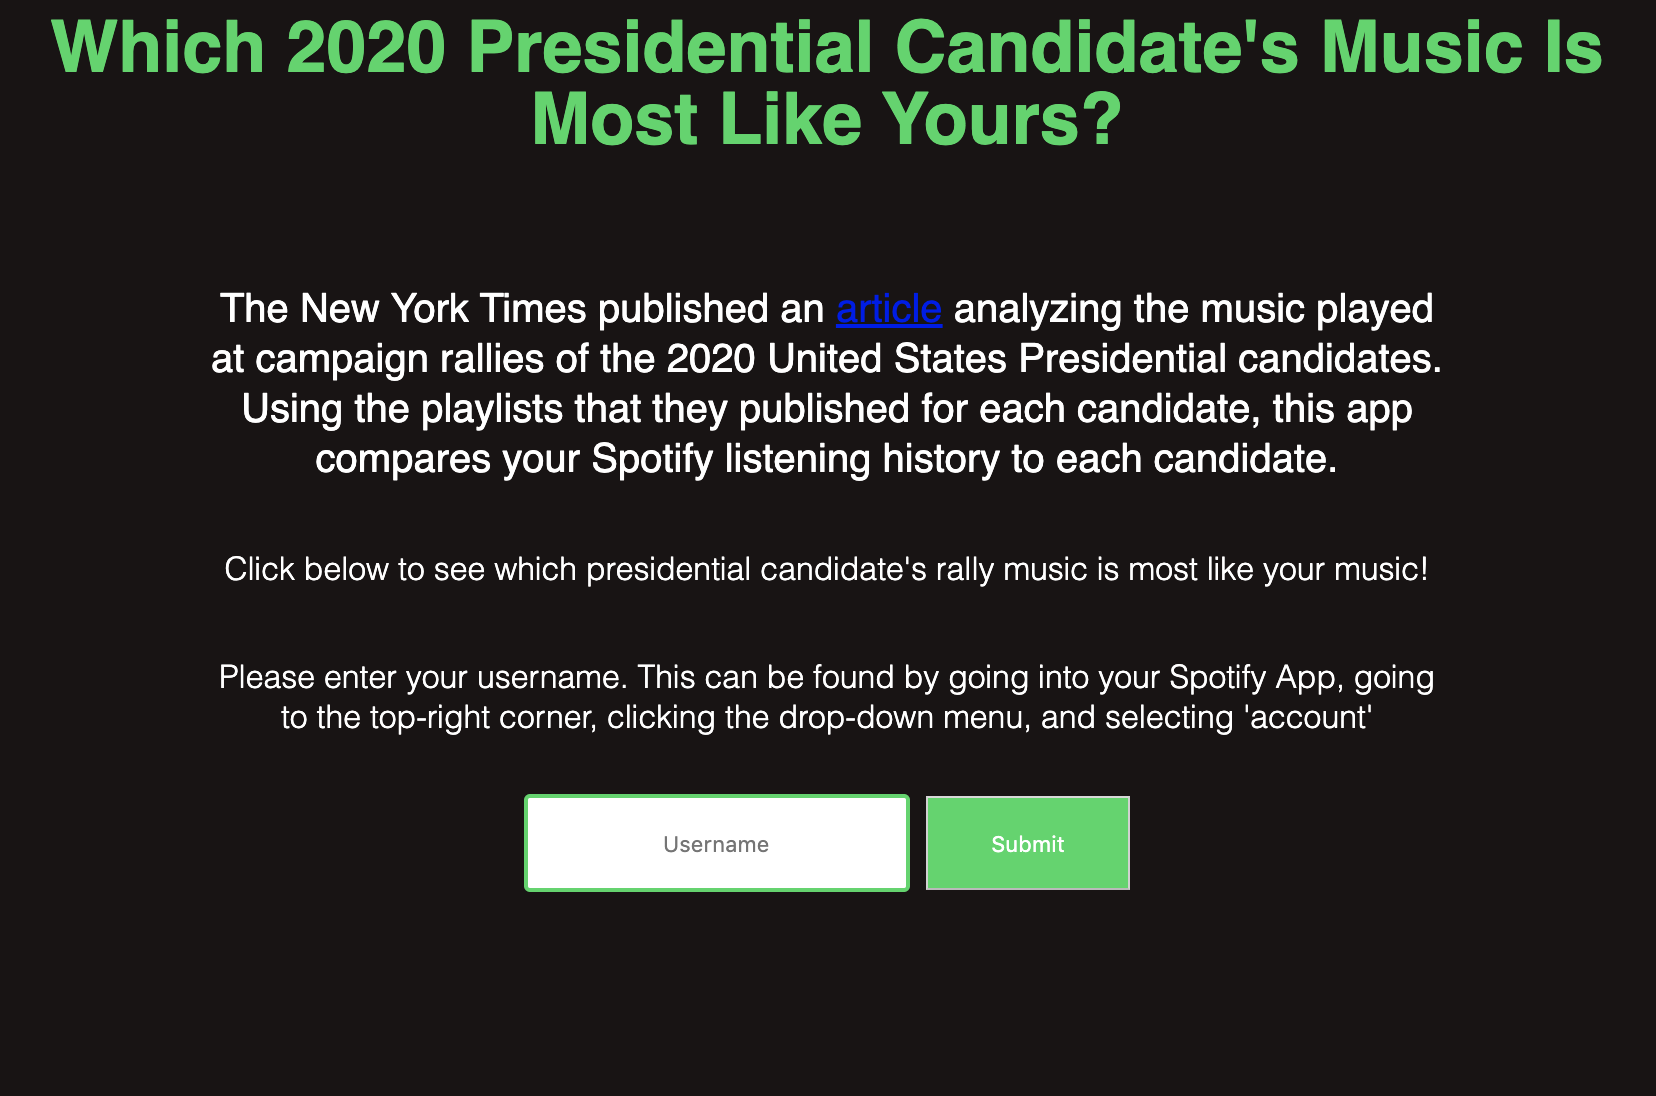 Which 2020 Presidential Candidate's Music Is
Most Like Yours?
The New York Times published an article analyzing the music played
at campaign rallies of the 2020 United States Presidential candidates.
Using the playlists that they published for each candidate, this app
compares your Spotify listening history to each candidate.
Click below to see which presidential candidate's rally music is most like your music!
Please enter your username. This can be found by going into your Spotify App, going
to the top-right corner, clicking the drop-down menu, and selecting 'account'
Username
Submit